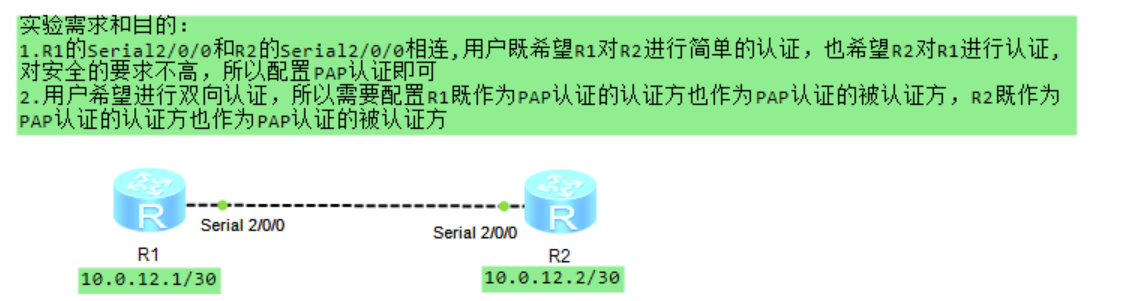 实验需求和目的：
1.R1的Serial2/0/0和R2的Serial2/0/0相连,用户既希望R1对R2进行简单的认证，也希望R2对R1进行认证,
对安全的要求不高，所以配置PAP认证即可
2.用户希望进行双向认证，所以需要配置R1既作为PAP认证的认证方也作为PAP认证的被认证方，R2既作为
PAP认证的认证方也作为PAP认证的被认证方
R
R
Serial 2/0/0
Serial 2/0/0
R1
R2
10.0.12.1/30
10.0.12.2/30